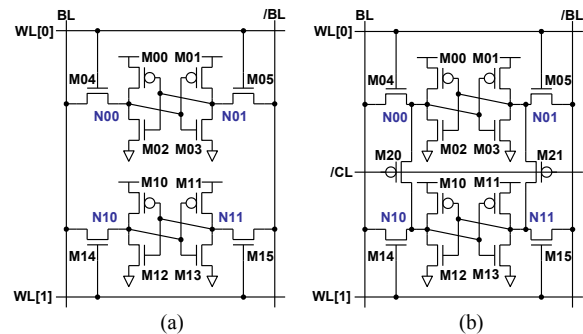 BL /BL BL /BL
WL[0] WL[0]
M00 M01 M00 M01
M04 M05 M04 M05
N00 N01 N00 N01
M02 M03 M02 M03
M20 M21
/CL
M10 M11 M10 M11
N10 N11 N10 N11
M14 M12 M13 M15 M14 M12 M13 M15
WL[1] WL[1]
(a) (b)